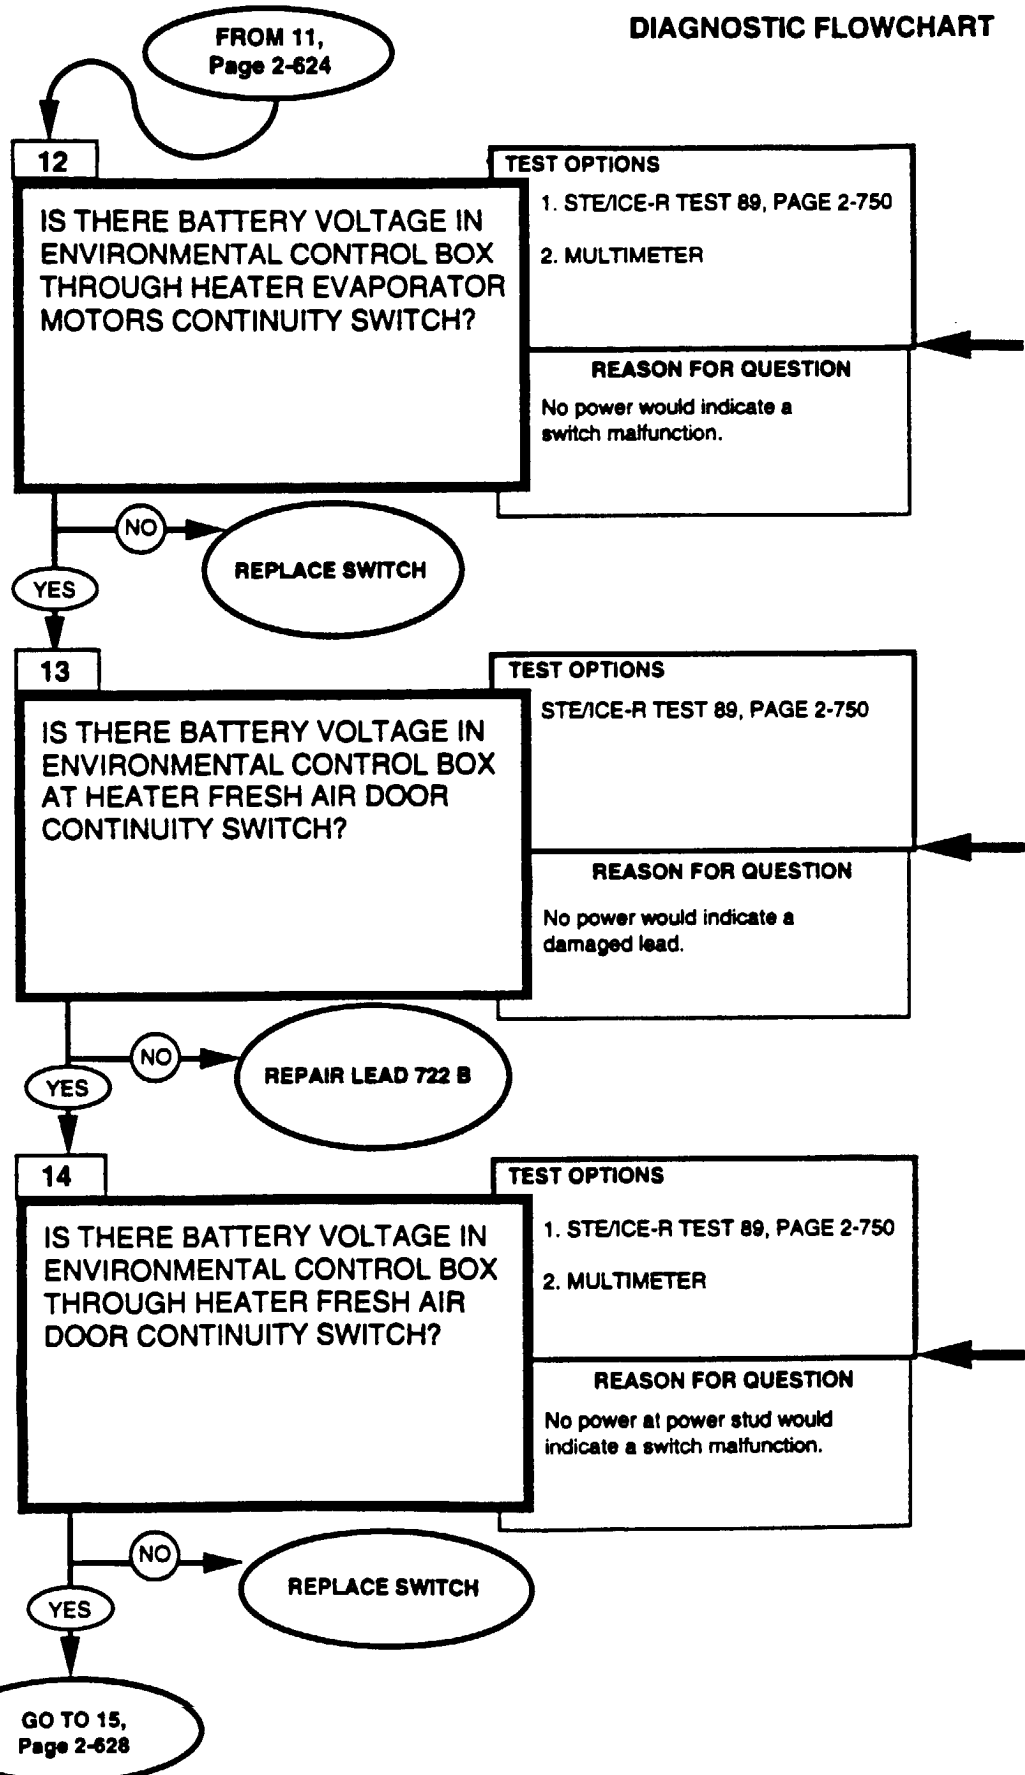 DIAGNOSTIC FLOWCHART
FROM 11,
Page 2-624
12
IS THERE BATTERY VOLTAGE IN
ENVIRONMENTAL CONTROL BOX
THROUGH HEATER EVAPORATOR
MOTORS CONTINUITY SWITCH?
TEST OPTIONS
1. STE/ICE-R TEST 89, PAGE 2-750
2. MULTIMETER
REASON FOR QUESTION
No power would indicate a
switch malfunction.
NO
REPLACE SWITCH
YES
13
IS THERE BATTERY VOLTAGE IN
ENVIRONMENTAL CONTROL BOX
AT HEATER FRESH AIR DOOR
CONTINUITY SWITCH?
TEST OPTIONS
STE/ICE-R TEST 89, PAGE 2-750
REASON FOR QUESTION
No power would indicate a
damaged lead.
NO
REPAIR LEAD 722 B
YES
14
IS THERE BATTERY VOLTAGE IN
ENVIRONMENTAL CONTROL BOX
THROUGH HEATER FRESH AIR
DOOR CONTINUITY SWITCH?
TEST OPTIONS
1. STE/ICE-R TEST 89, PAGE 2-750
2. MULTIMETER
REASON FOR QUESTION
No power at power stud would
indicate a switch malfunction.
NO
REPLACE SWITCH
YES
GO TO 15,
Page 2-628